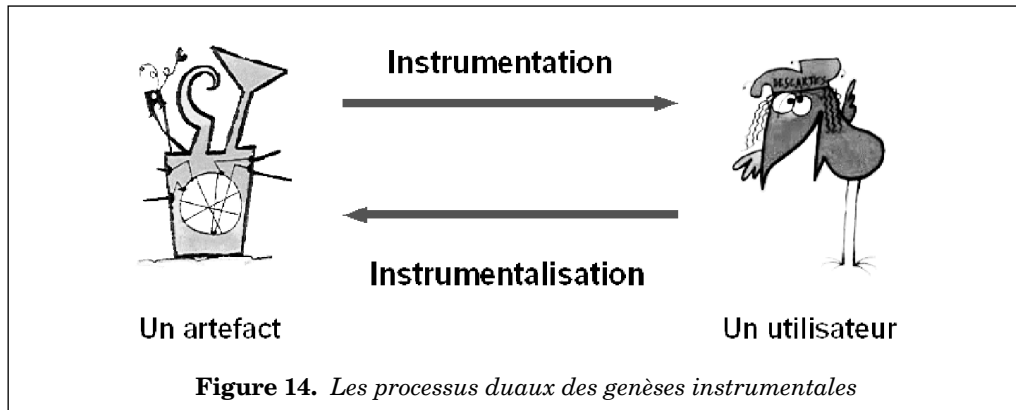 Instrumentation
DESCARTES
Instrumentalisation
Un artefact
Un utilisateur
Figure 14. Les processus duaux des genèses instrumentales